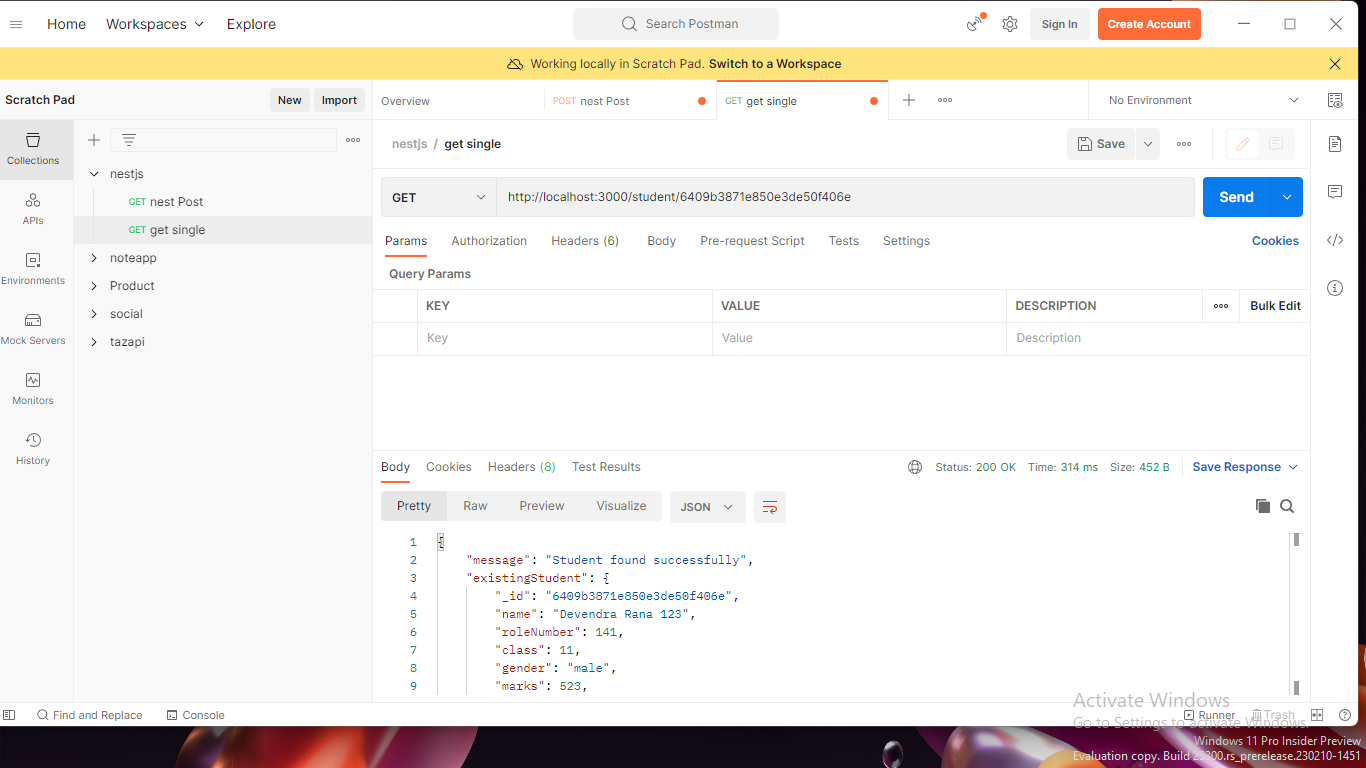 Home Workspaces Explore Search Postman Sign In Create Account
Working locally in Scratch Pad. Switch to a Workspace
Scratch Pad New Import Overview POST nest Post GET get single No Environment
nestjs / get single Save
Collections
nestjs
GET nest Post
GET get single
noteapp
Product
social
tazapi
APIs
Environments
Mock Servers
Monitors
History
GET http://localhost:3000/student/6409b3871e850e3de50f406e Send
Params Authorization Headers (6) Body Pre-request Script Tests Settings Cookies
Query Params
KEY VALUE DESCRIPTION Bulk Edit
Key Value Description
Body Cookies Headers (8) Test Results Status: 200 OK Time: 314 ms Size: 452 B Save Response
Pretty Raw Preview Visualize JSON
1 {
2 "message": "Student found successfully",
3 "existingStudent": {
4 "_id": "6409b3871e850e3de50f406e",
5 "name": "Devendra Rana 123",
6 "roleNumber": 141,
7 "class": 11,
8 "gender": "male",
9 "marks": 523,
Find and Replace Console Runner Trash
Activate Windows
Go to Settings to activate Windows.
Windows 11 Pro Insider Preview
Evaluation copy. Build 25300.rs_prerelease.230210-1451